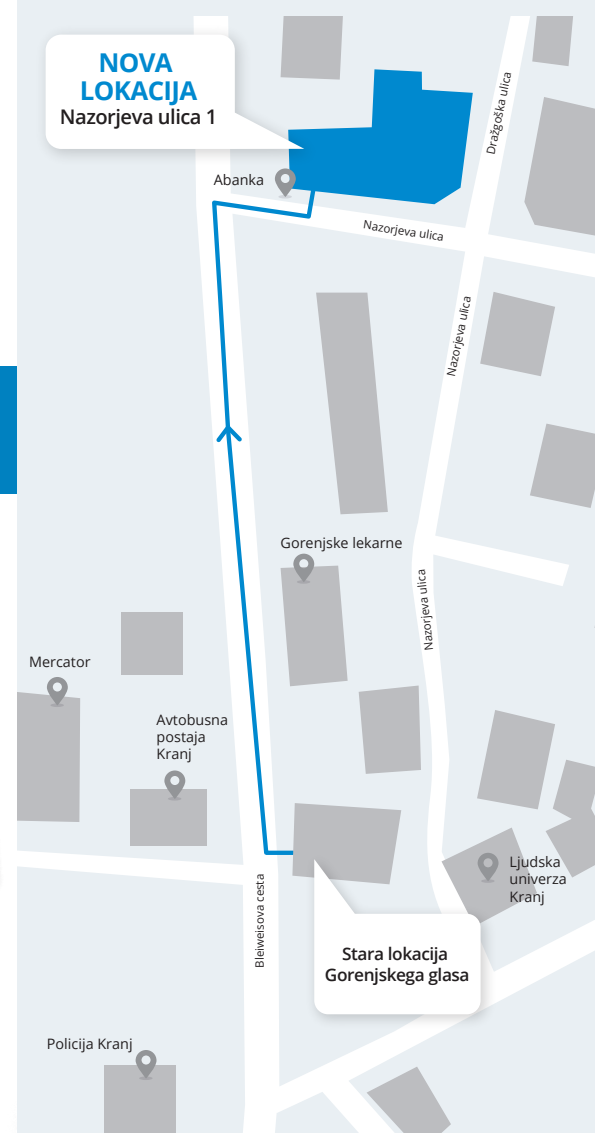 NOVA
LOKACIJA
Nazorjeva ulica 1
Dražgoška ulica
Abanka
Nazorjeva ulica
Nazorjeva ulica
Gorenjske lekarne
Nazorjeva ulica
Mercator
Avtobusna
postaja
Kranj
Ljudska
univerza
Kranj
Bleiweisova cesta
Stara lokacija
Gorenjskega glasa
Policija Kranj